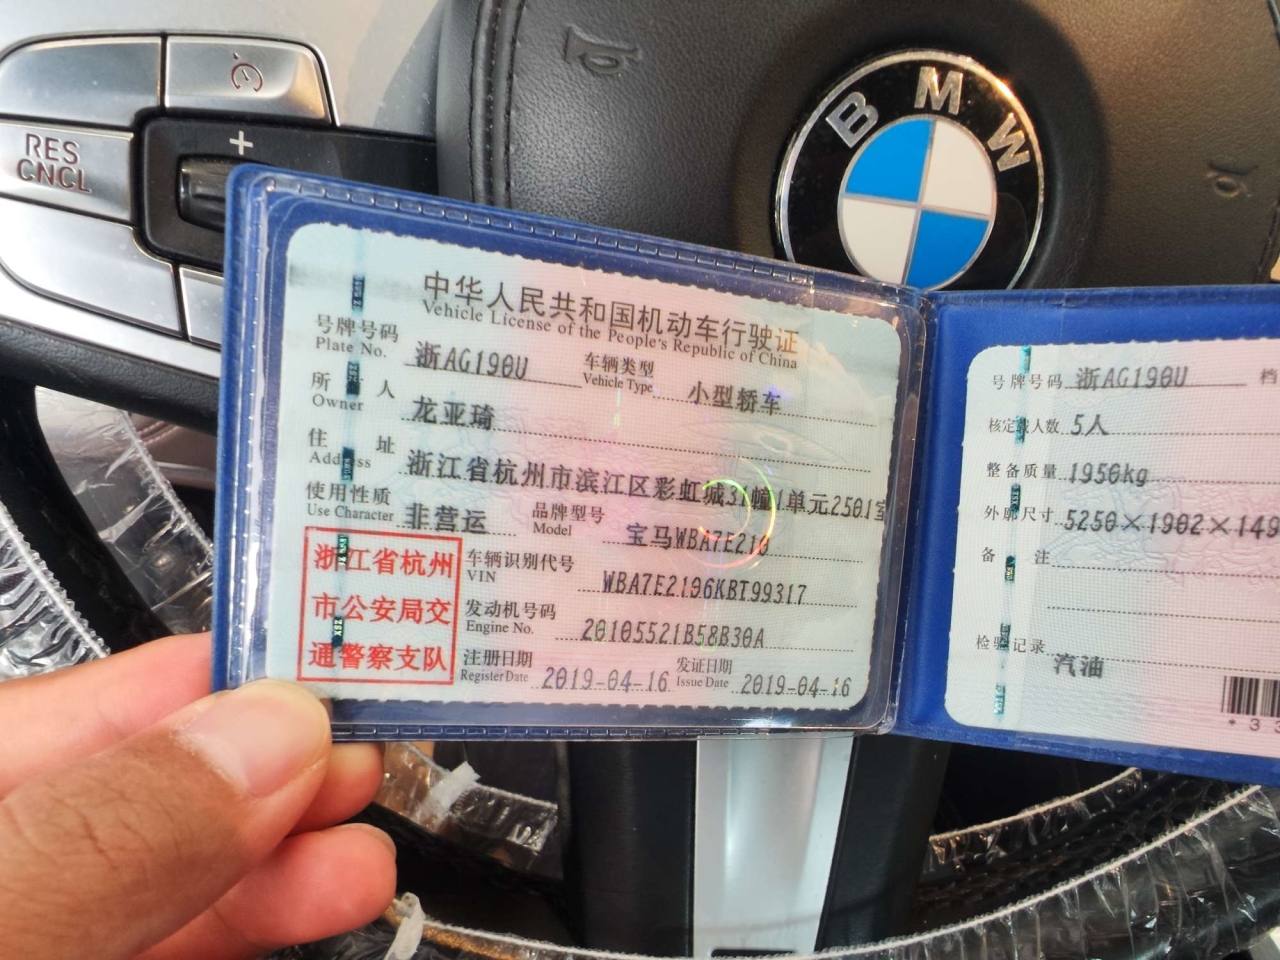 RES
CNCL
+
BMW
中华人民共和国机动车行驶证
Vehicle License of the People's Republic of China
号牌号码 浙AG190U 车辆类型 小型轿车
Plate No. Vehicle Type
所有人 龙亚琦
Owner
住址 浙江省杭州市滨江区彩虹城31幢1单元2501室
Address
使用性质 非营运 品牌型号 宝马WBA7E210
Use Character Model
浙江省杭州
市公安局交
通警察支队
车辆识别代号 WBA7E2196KBT99317
VIN
发动机号码 20105521B58B30A
Engine No.
注册日期 2019-04-16 发证日期 2019-04-16
Register Date Issue Date
号牌号码 浙AG190U 档
核定载人数 5人
整备质量 1950kg
外廓尺寸 5250×1902×149
备注
检验记录
汽油
*3